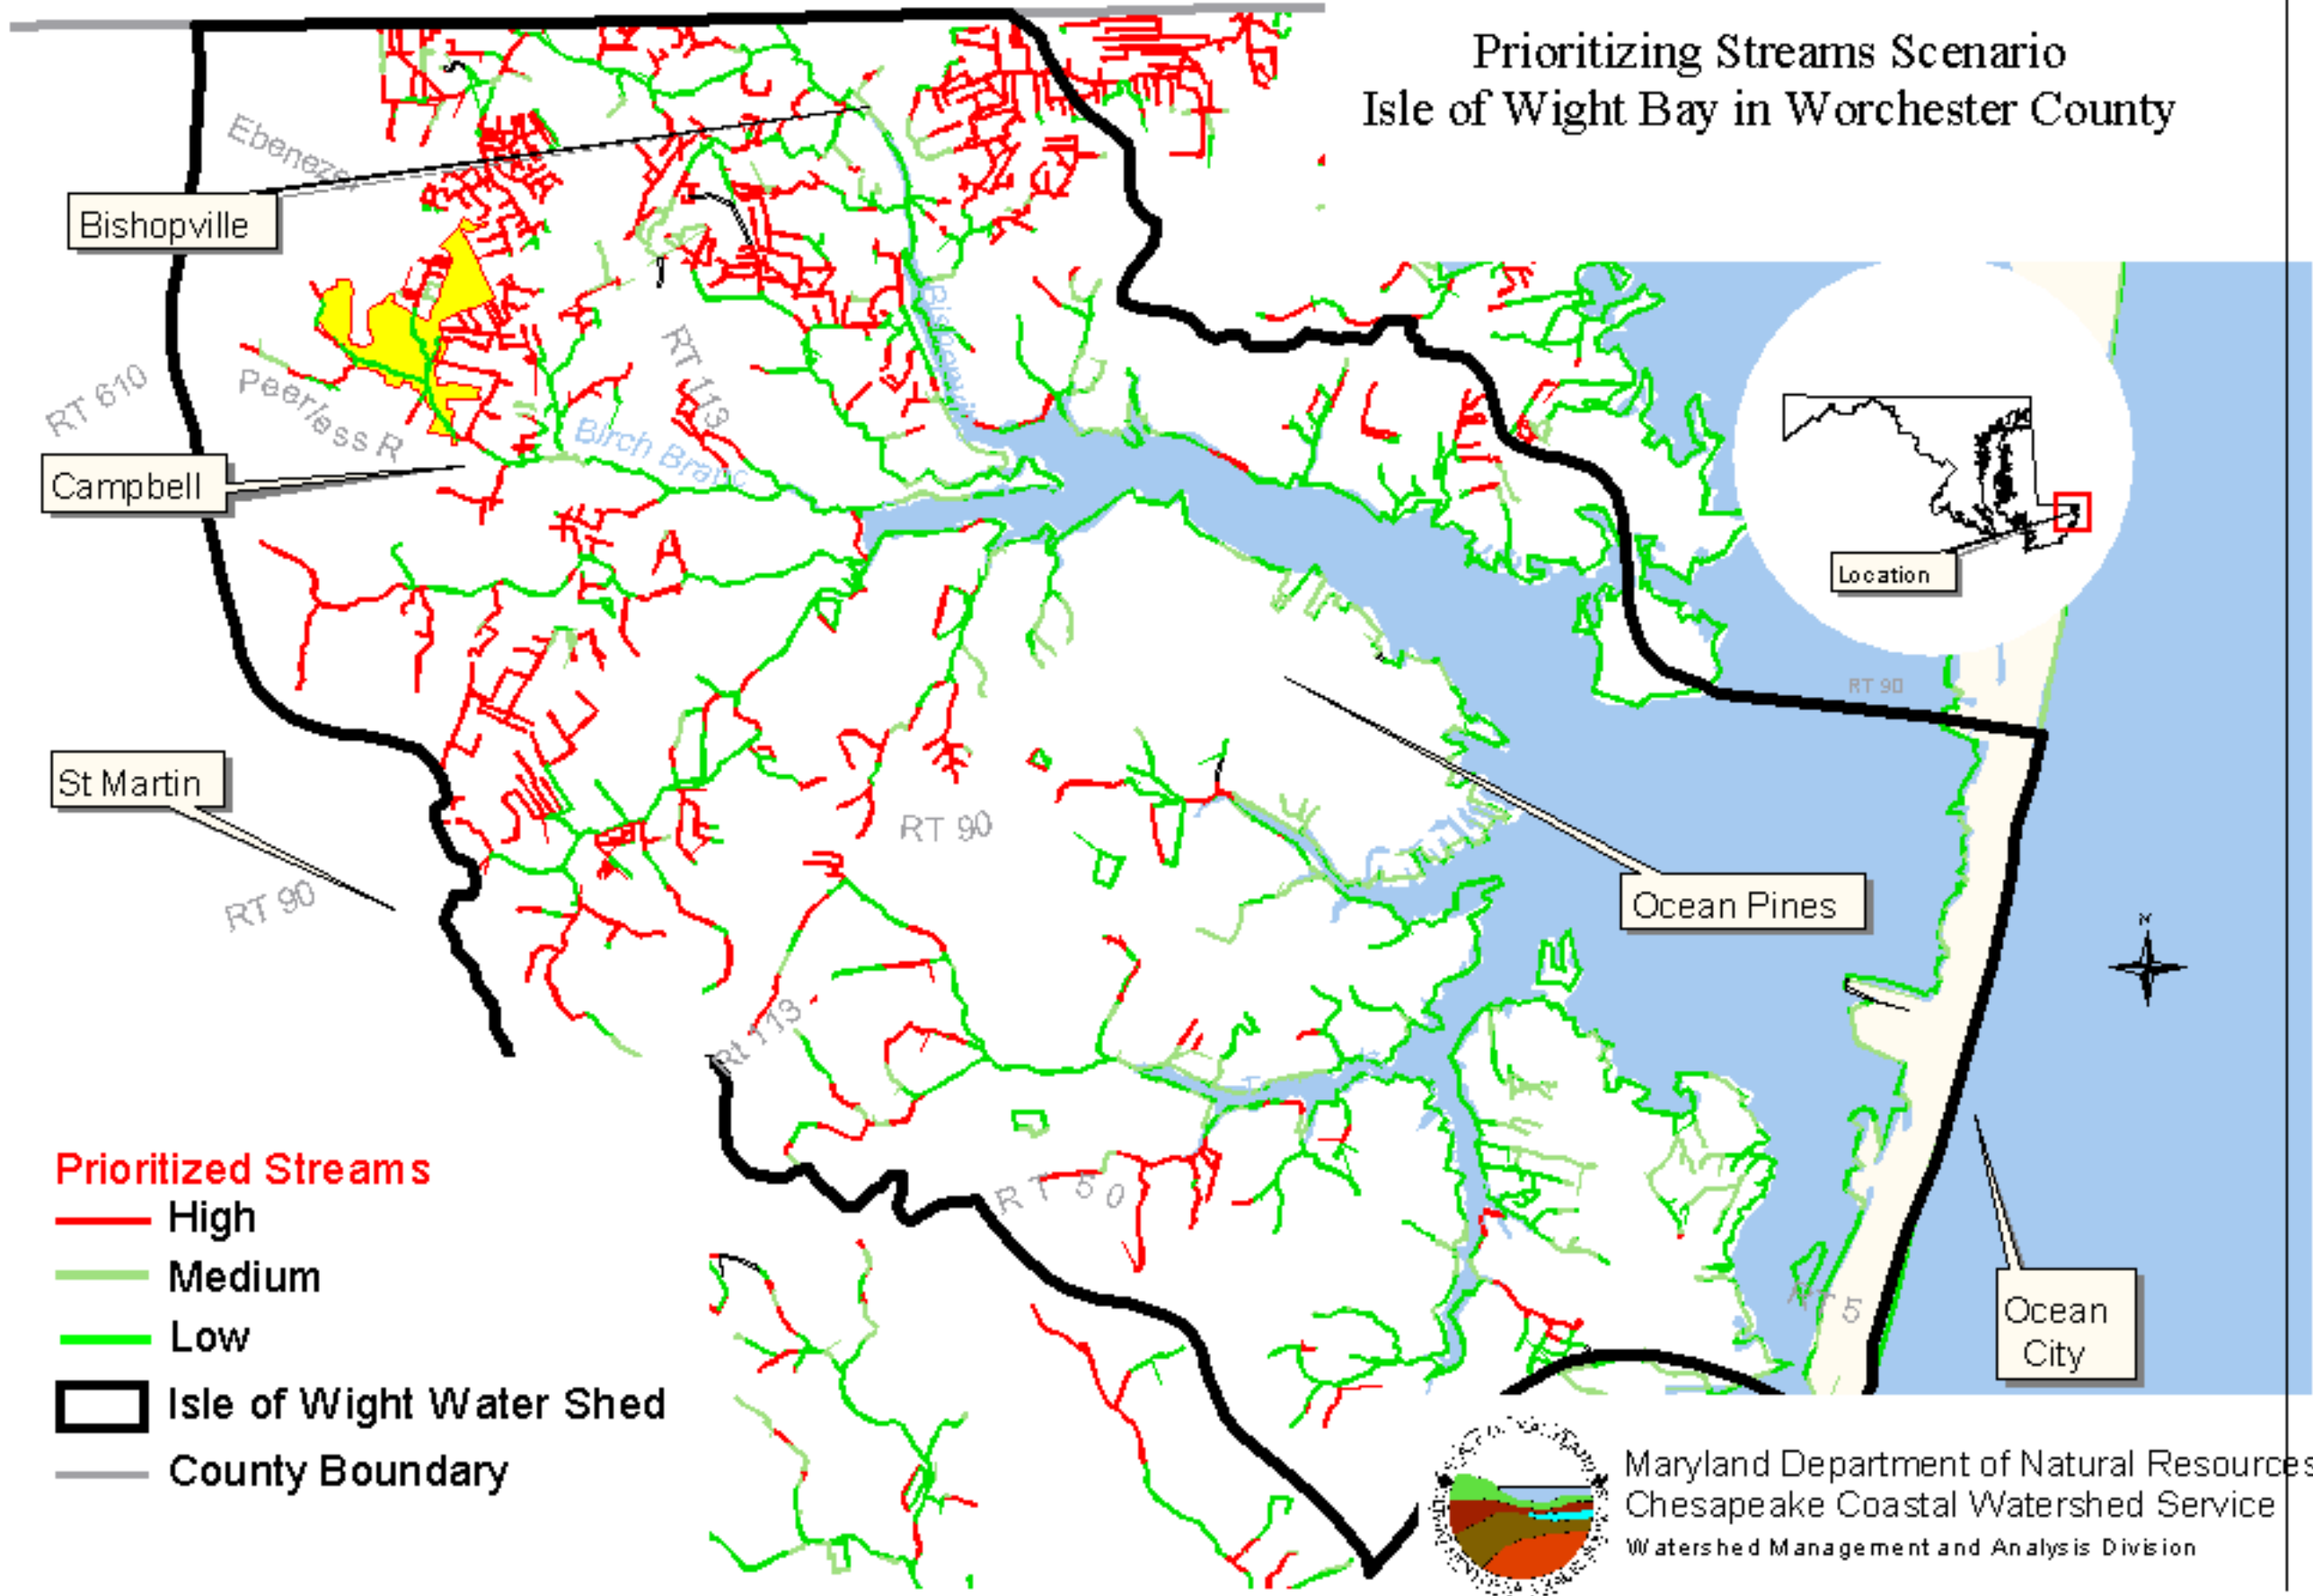 Prioritizing Streams Scenario
Isle of Wight Bay in Worchester County
Ebenezer
Bishopville
RT 113
RT 610
Peerless R
Birch Branc
Campbell
Location
RT 90
St Martin
RT 90
RT 90
Ocean Pines
N
Rt 113
RT 50
RT 5
Ocean
City
Prioritized Streams
High
Medium
Low
Isle of Wight Water Shed
County Boundary
Maryland Department of Natural Resources
Chesapeake Coastal Watershed Service
Watershed Management and Analysis Division